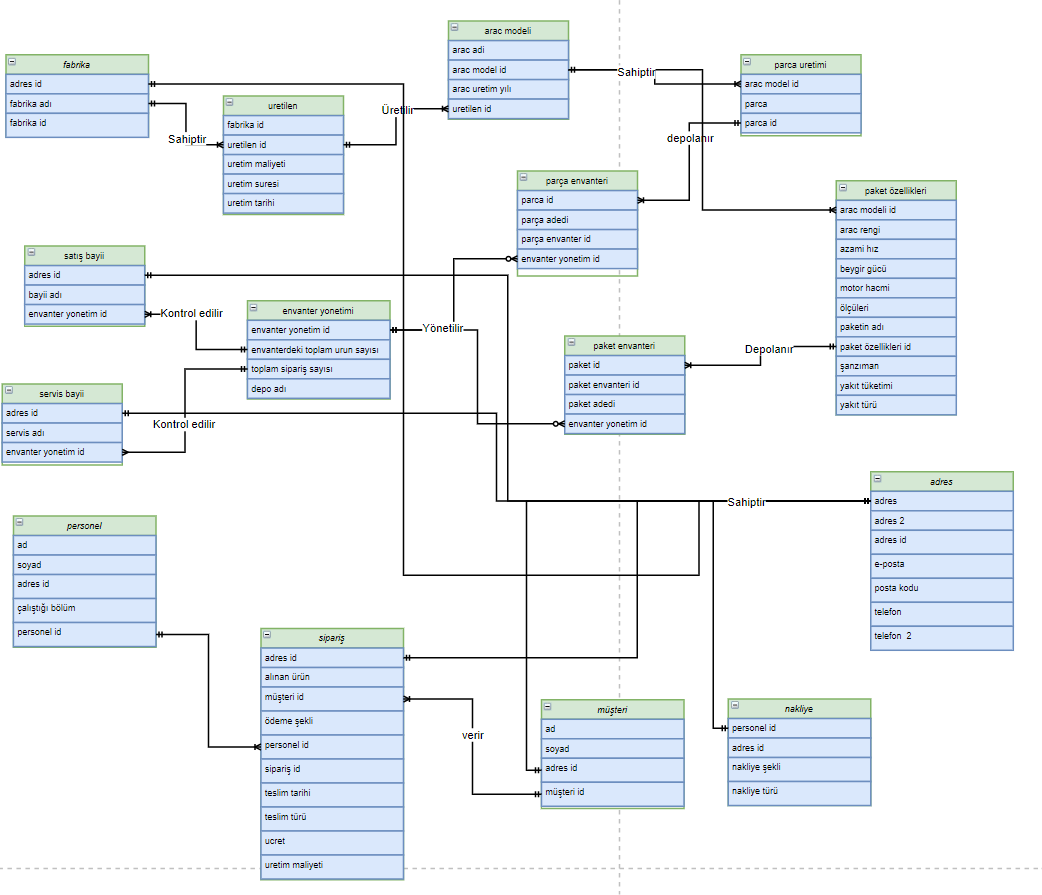 arac modeli
arac adi
arac model id
arac uretim yılı
uretilen id
fabrika
adres id
fabrika adı
fabrika id
parca uretimi
arac model id
parca
parca id
uretilen
fabrika id
uretilen id
uretim maliyeti
uretim suresi
uretim tarihi
Sahiptir
Üretilir
Sahiptir
depolanır
parça envanteri
parca id
parça adedi
parça envanter id
envanter yonetim id
paket özellikleri
arac modeli id
arac rengi
azami hız
beygir gücü
motor hacmi
ölçüleri
paketin adı
paket özellikleri id
şanzıman
yakıt tüketimi
yakıt türü
satış bayii
adres id
bayii adı
envanter yonetim id
Kontrol edilir
envanter yonetimi
envanter yonetim id
envanterdeki toplam urun sayısı
toplam sipariş sayısı
depo adı
Yönetilir
paket envanteri
paket id
paket envanteri id
paket adedi
envanter yonetim id
Depolanır
servis bayii
adres id
servis adı
envanter yonetim id
Kontrol edilir
Sahiptir
adres
adres
adres 2
adres id
e-posta
posta kodu
telefon
telefon 2
personel
ad
soyad
adres id
çalıştığı bölüm
personel id
sipariş
adres id
alınan ürün
müşteri id
ödeme şekli
personel id
sipariş id
teslim tarihi
teslim türü
ucret
uretim maliyeti
verir
müşteri
ad
soyad
adres id
müşteri id
nakliye
personel id
adres id
nakliye şekli
nakliye türü